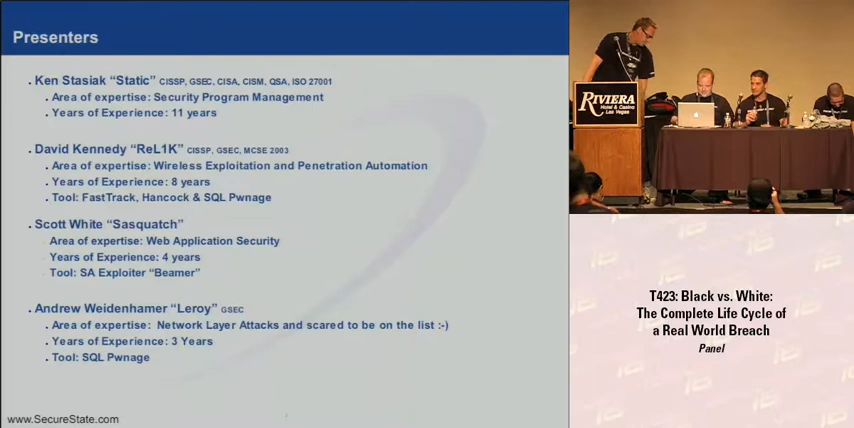 Presenters
. Ken Stasiak “Static” CISSP, GSEC, CISA, CISM, QSA, ISO 27001
. Area of expertise: Security Program Management
. Years of Experience: 11 years
. David Kennedy “ReL1K” CISSP, GSEC, MCSE 2003
. Area of expertise: Wireless Exploitation and Penetration Automation
. Years of Experience: 8 years
. Tool: FastTrack, Hancock & SQL Pwnage
. Scott White “Sasquatch”
Area of expertise: Web Application Security
Years of Experience: 4 years
Tool: SA Exploiter “Beamer”
. Andrew Weidenhamer “Leroy” GSEC
. Area of expertise: Network Layer Attacks and scared to be on the list :-)
. Years of Experience: 3 Years
. Tool: SQL Pwnage
www.SecureState.com
RIVIERA
Hotel & Casino
Las Vegas
T423: Black vs. White:
The Complete Life Cycle of
a Real World Breach
Panel